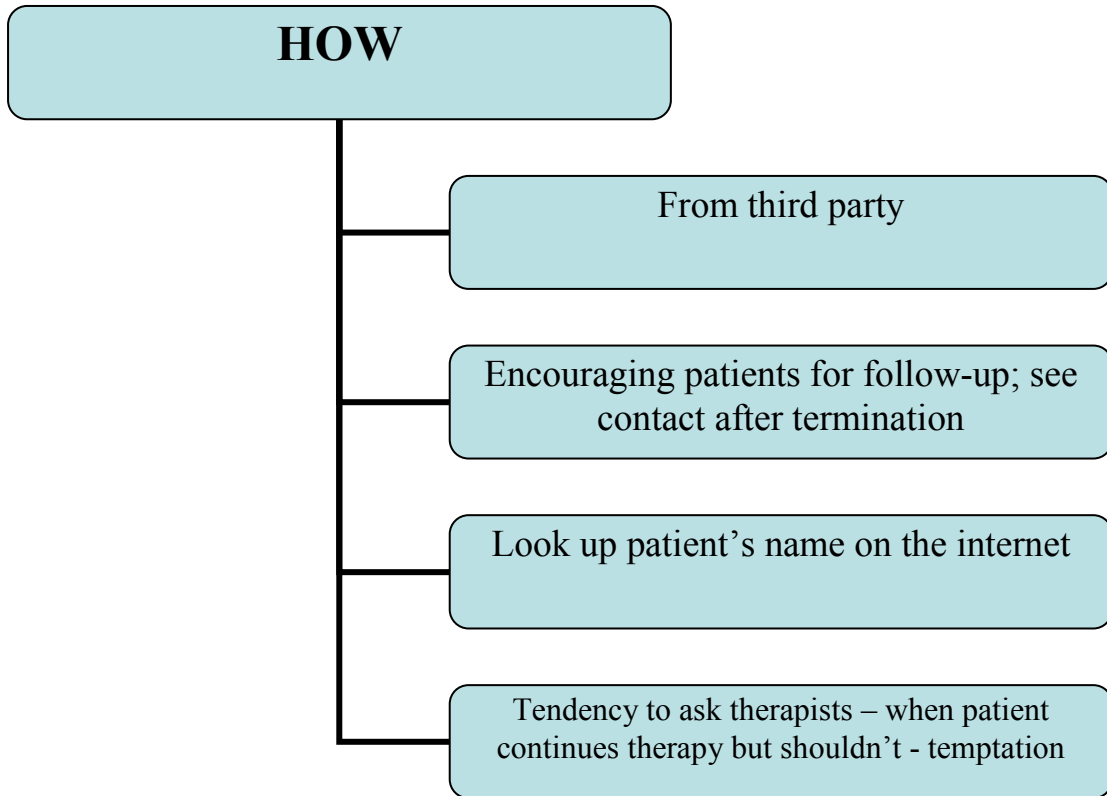 HOW
From third party
Encouraging patients for follow-up; see
contact after termination
Look up patient’s name on the internet
Tendency to ask therapists – when patient
continues therapy but shouldn’t - temptation